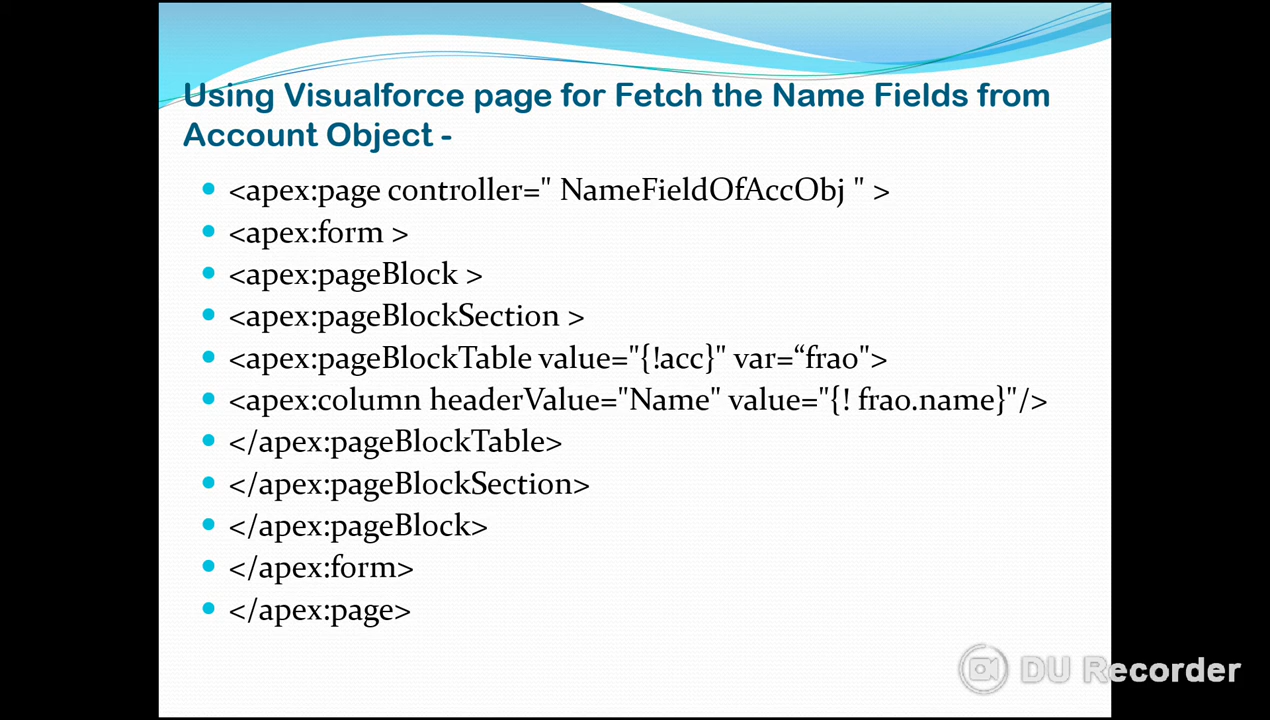 Using Visualforce page for Fetch the Name Fields from
Account Object -
• <apex:page controller=" NameFieldOfAccObj " >
• <apex:form >
• <apex:pageBlock >
• <apex:pageBlockSection >
• <apex:pageBlockTable value="{!acc}" var=“frao">
• <apex:column headerValue="Name" value="{! frao.name}"/>
• </apex:pageBlockTable>
• </apex:pageBlockSection>
• </apex:pageBlock>
• </apex:form>
• </apex:page>
DU Recorder